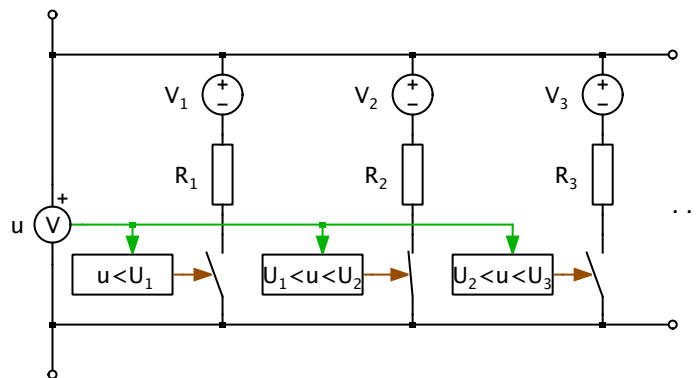 + − V₁
+ − V₂
+ − V₃
R₁
R₂
R₃
. .
+
u V
u<U₁
U₁<u<U₂
U₂<u<U₃